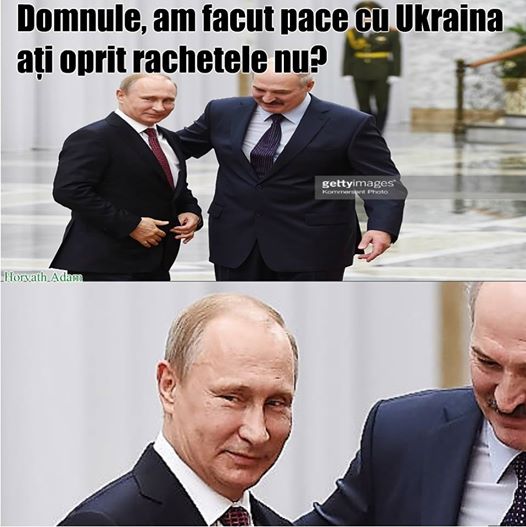 Domnule, am facut pace cu Ukraina
ați oprit rachetele nu?
gettyimages
Kommersant Photo
Horvath Adam